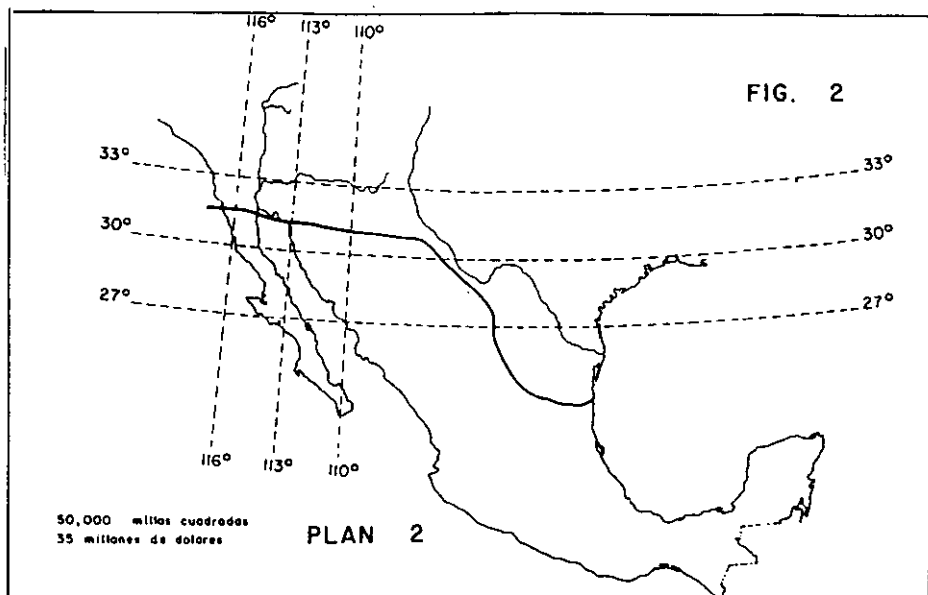 116° 113° 110°
FIG. 2
33° 33°
30° 30°
27° 27°
116° 113° 110°
50,000 millas cuadradas
35 millones de dolares
PLAN 2